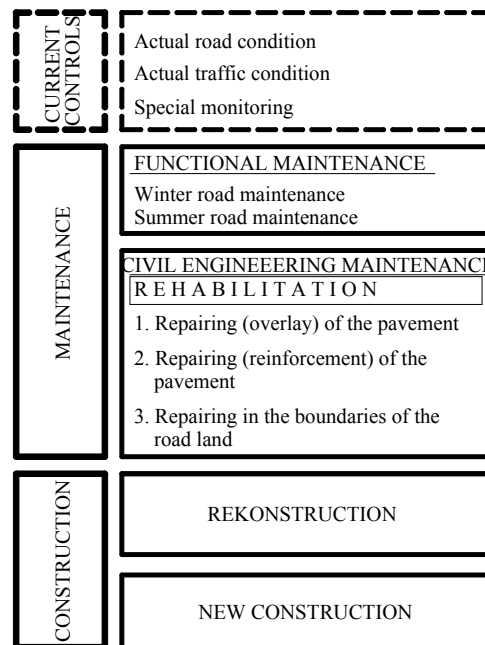 CURRENT
CONTROLS
Actual road condition
Actual traffic condition
Special monitoring
MAINTENANCE
FUNCTIONAL MAINTENANCE
Winter road maintenance
Summer road maintenance
CIVIL ENGINEEERING MAINTENANCE
R E H A B I L I T A T I O N
1. Repairing (overlay) of the pavement
2. Repairing (reinforcement) of the
pavement
3. Repairing in the boundaries of the
road land
CONSTRUCTION
REKONSTRUCTION
NEW CONSTRUCTION